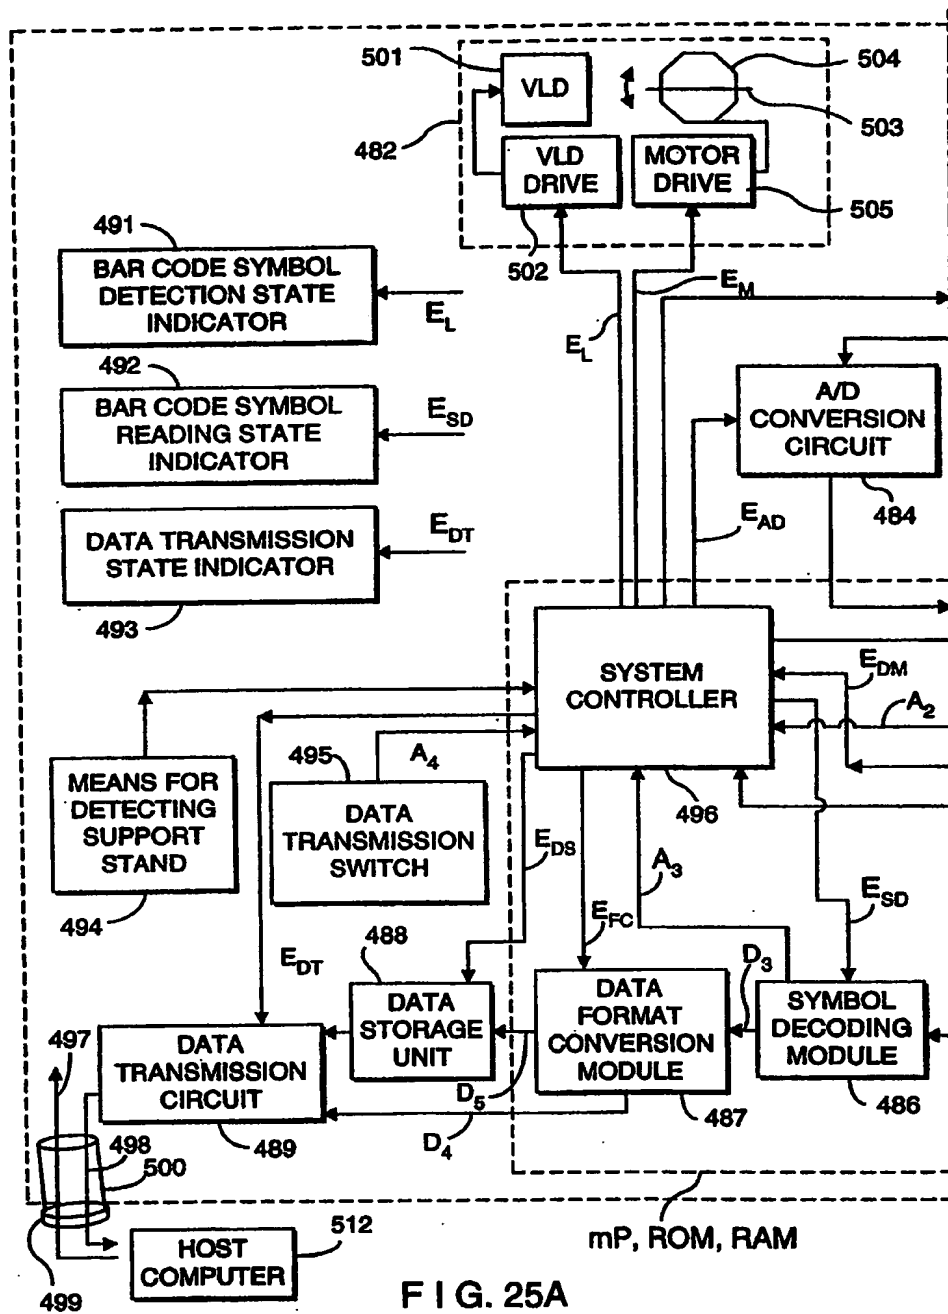 501
VLD
504
503
482
VLD
DRIVE
MOTOR
DRIVE
505
502
491
BAR CODE SYMBOL
DETECTION STATE
INDICATOR
E_L
E_M
E_L
492
BAR CODE SYMBOL
READING STATE
INDICATOR
E_SD
A/D
CONVERSION
CIRCUIT
484
E_AD
DATA TRANSMISSION
STATE INDICATOR
E_DT
493
SYSTEM
CONTROLLER
E_DM
A_2
496
MEANS FOR
DETECTING
SUPPORT
STAND
494
495
A_4
DATA
TRANSMISSION
SWITCH
E_DS
A_3
E_FC
E_SD
E_DT
488
DATA
STORAGE
UNIT
D_3
DATA
FORMAT
CONVERSION
MODULE
487
SYMBOL
DECODING
MODULE
486
497
DATA
TRANSMISSION
CIRCUIT
489
D_5
D_4
498
500
499
HOST
COMPUTER
512
mP, ROM, RAM
FIG. 25A